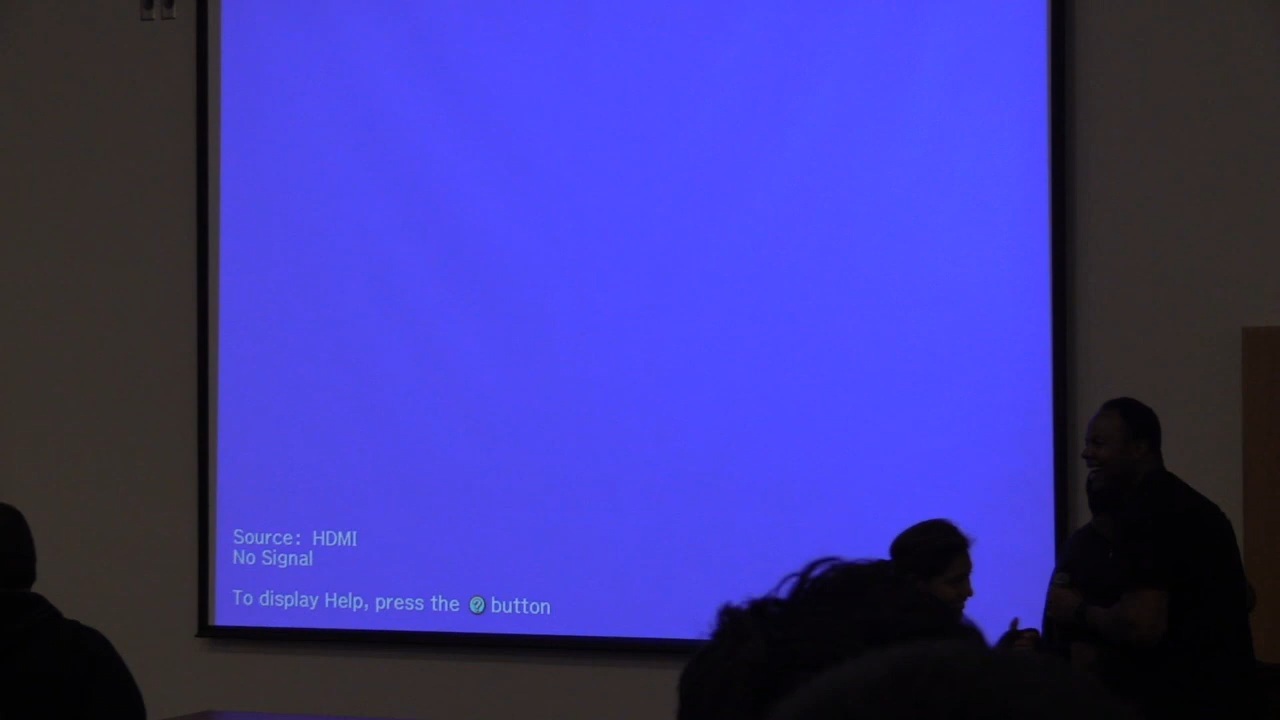 Source: HDMI
No Signal
To display Help, press the ? button